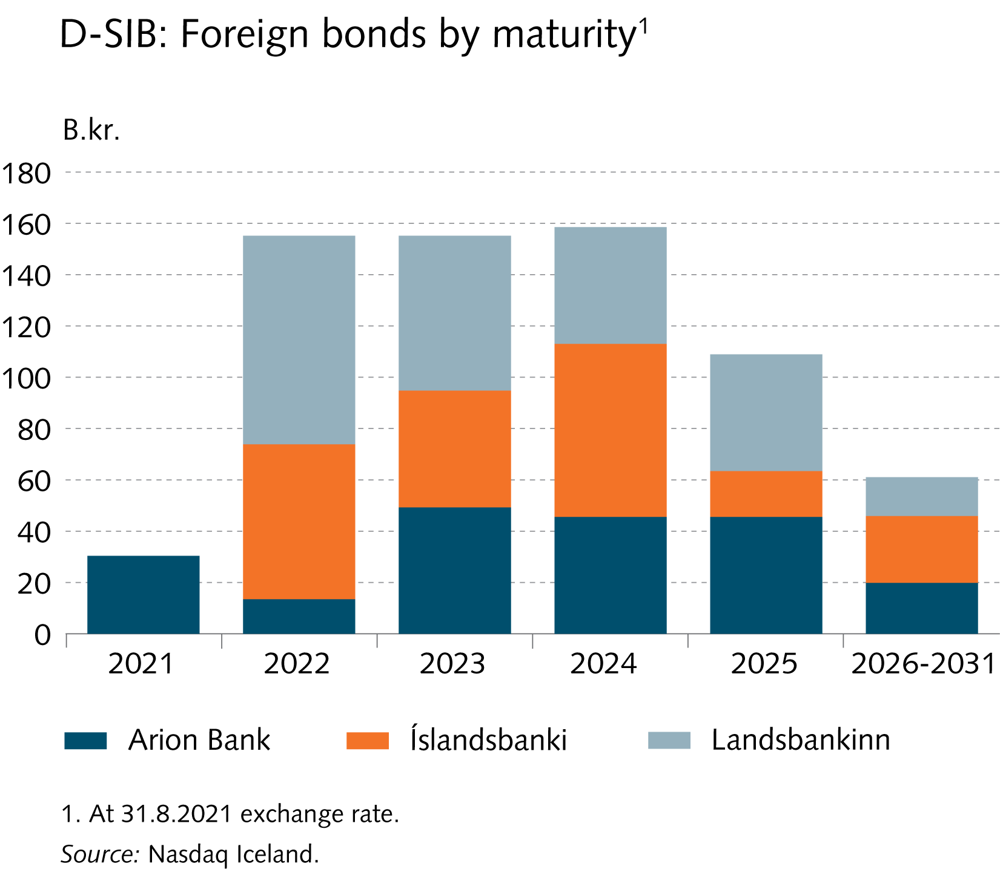 D-SIB: Foreign bonds by maturity¹
B.kr.
180
160
140
120
100
80
60
40
20
0
2021 2022 2023 2024 2025 2026-2031
Arion Bank Íslandsbanki Landsbankinn
1. At 31.8.2021 exchange rate.
Source: Nasdaq Iceland.